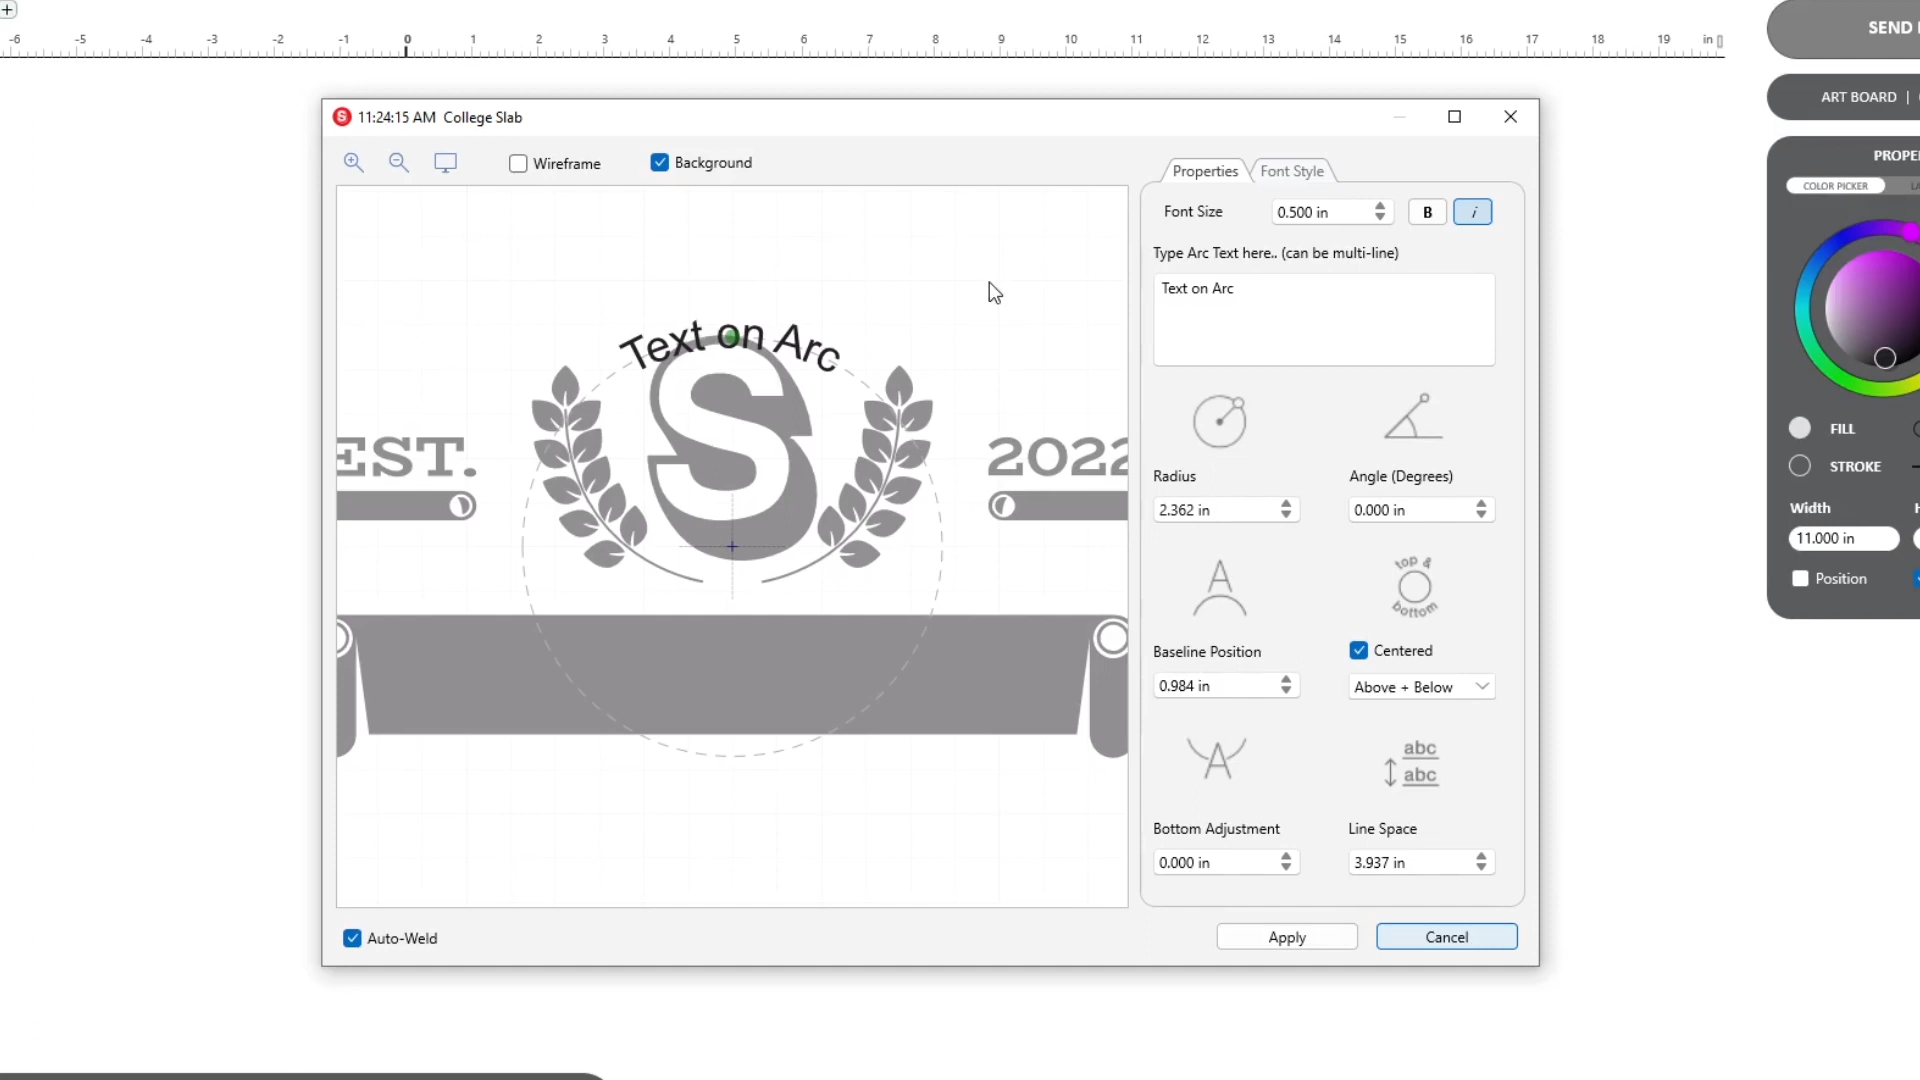 -6 -5 -4 -3 -2 -1 0 1 2 3 4 5 6 7 8 9 10 11 12 13 14 15 16 17 18 19 in
SEND
ART BOARD |
S 11:24:15 AM College Slab
Wireframe Background
Properties Font Style
Font Size 0.500 in B i
Type Arc Text here.. (can be multi-line)
Text on Arc
Text on Arc
S
EST.
2022
Radius Angle (Degrees)
2.362 in 0.000 in
A top & bottom
Baseline Position Centered
0.984 in Above + Below
A abc
abc
Bottom Adjustment Line Space
0.000 in 3.937 in
Auto-Weld Apply Cancel
PROPE
COLOR PICKER
FILL
STROKE
Width
11.000 in
Position